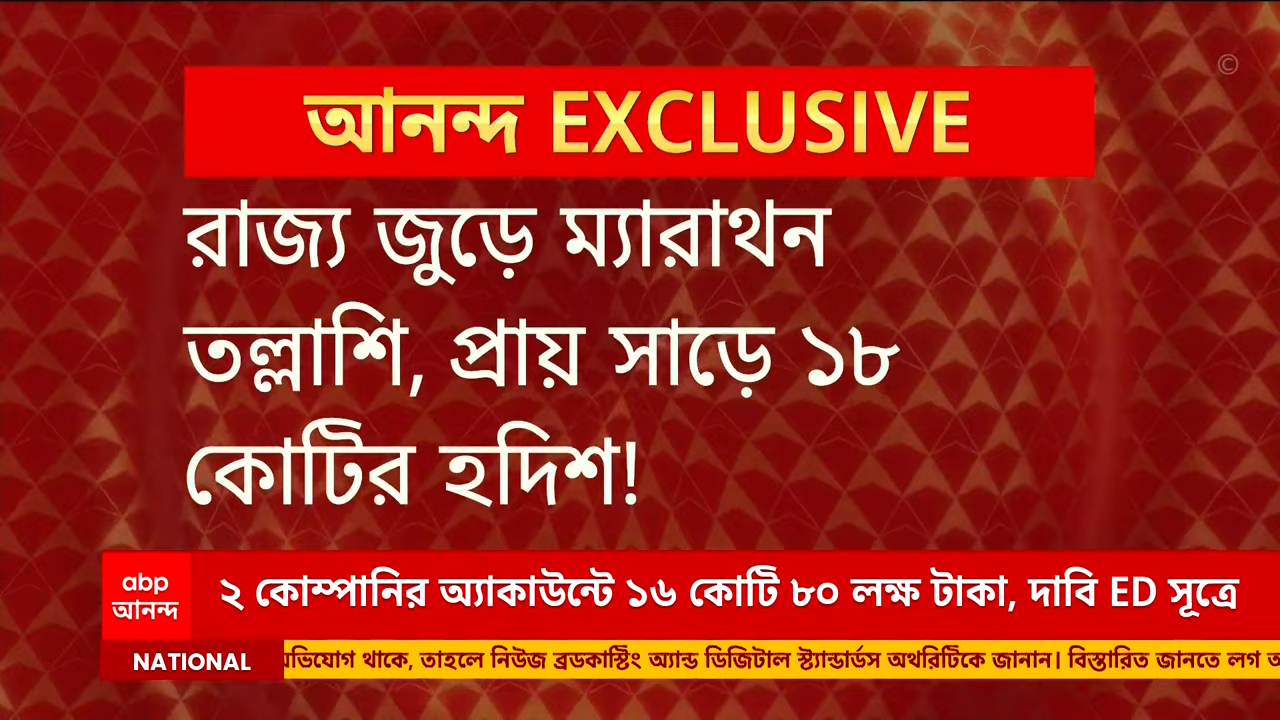 ©
আনন্দ EXCLUSIVE
রাজ্য জুড়ে ম্যারাথন
তল্লাশি, প্রায় সাড়ে ১৮
কোটির হদিশ!
abp
আনন্দ
২ কোম্পানির অ্যাকাউন্টে ১৬ কোটি ৮০ লক্ষ টাকা, দাবি ED সূত্রে
NATIONAL
থাকে, তাহলে নিউজ ব্রডকাস্টিং অ্যান্ড ডিজিটাল স্ট্যান্ডার্ডস অথরিটিকে জানান। বিস্তারিত জানতে লগ